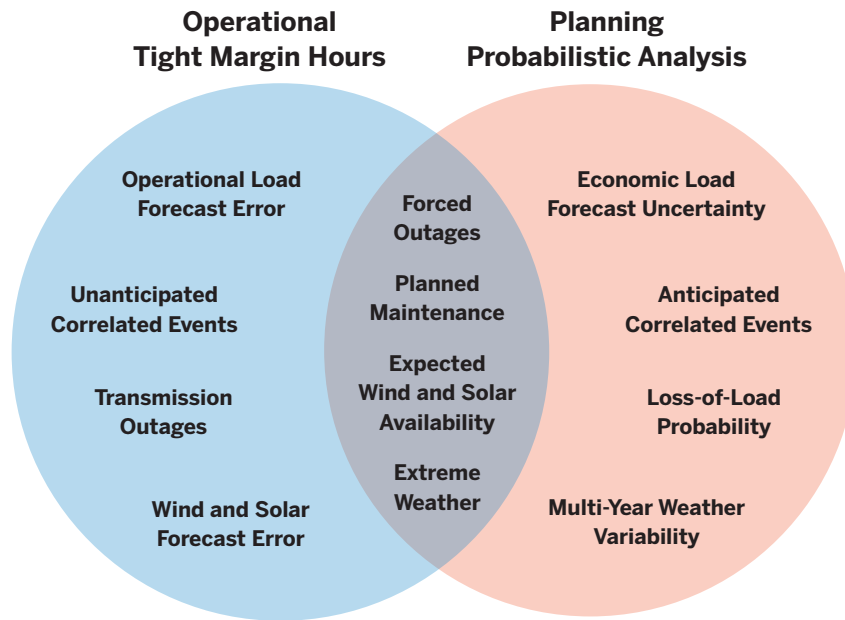 Operational
Tight Margin Hours
Planning
Probabilistic Analysis
Operational Load
Forecast Error
Unanticipated
Correlated Events
Transmission
Outages
Wind and Solar
Forecast Error
Forced
Outages
Planned
Maintenance
Expected
Wind and Solar
Availability
Extreme
Weather
Economic Load
Forecast Uncertainty
Anticipated
Correlated Events
Loss-of-Load
Probability
Multi-Year Weather
Variability